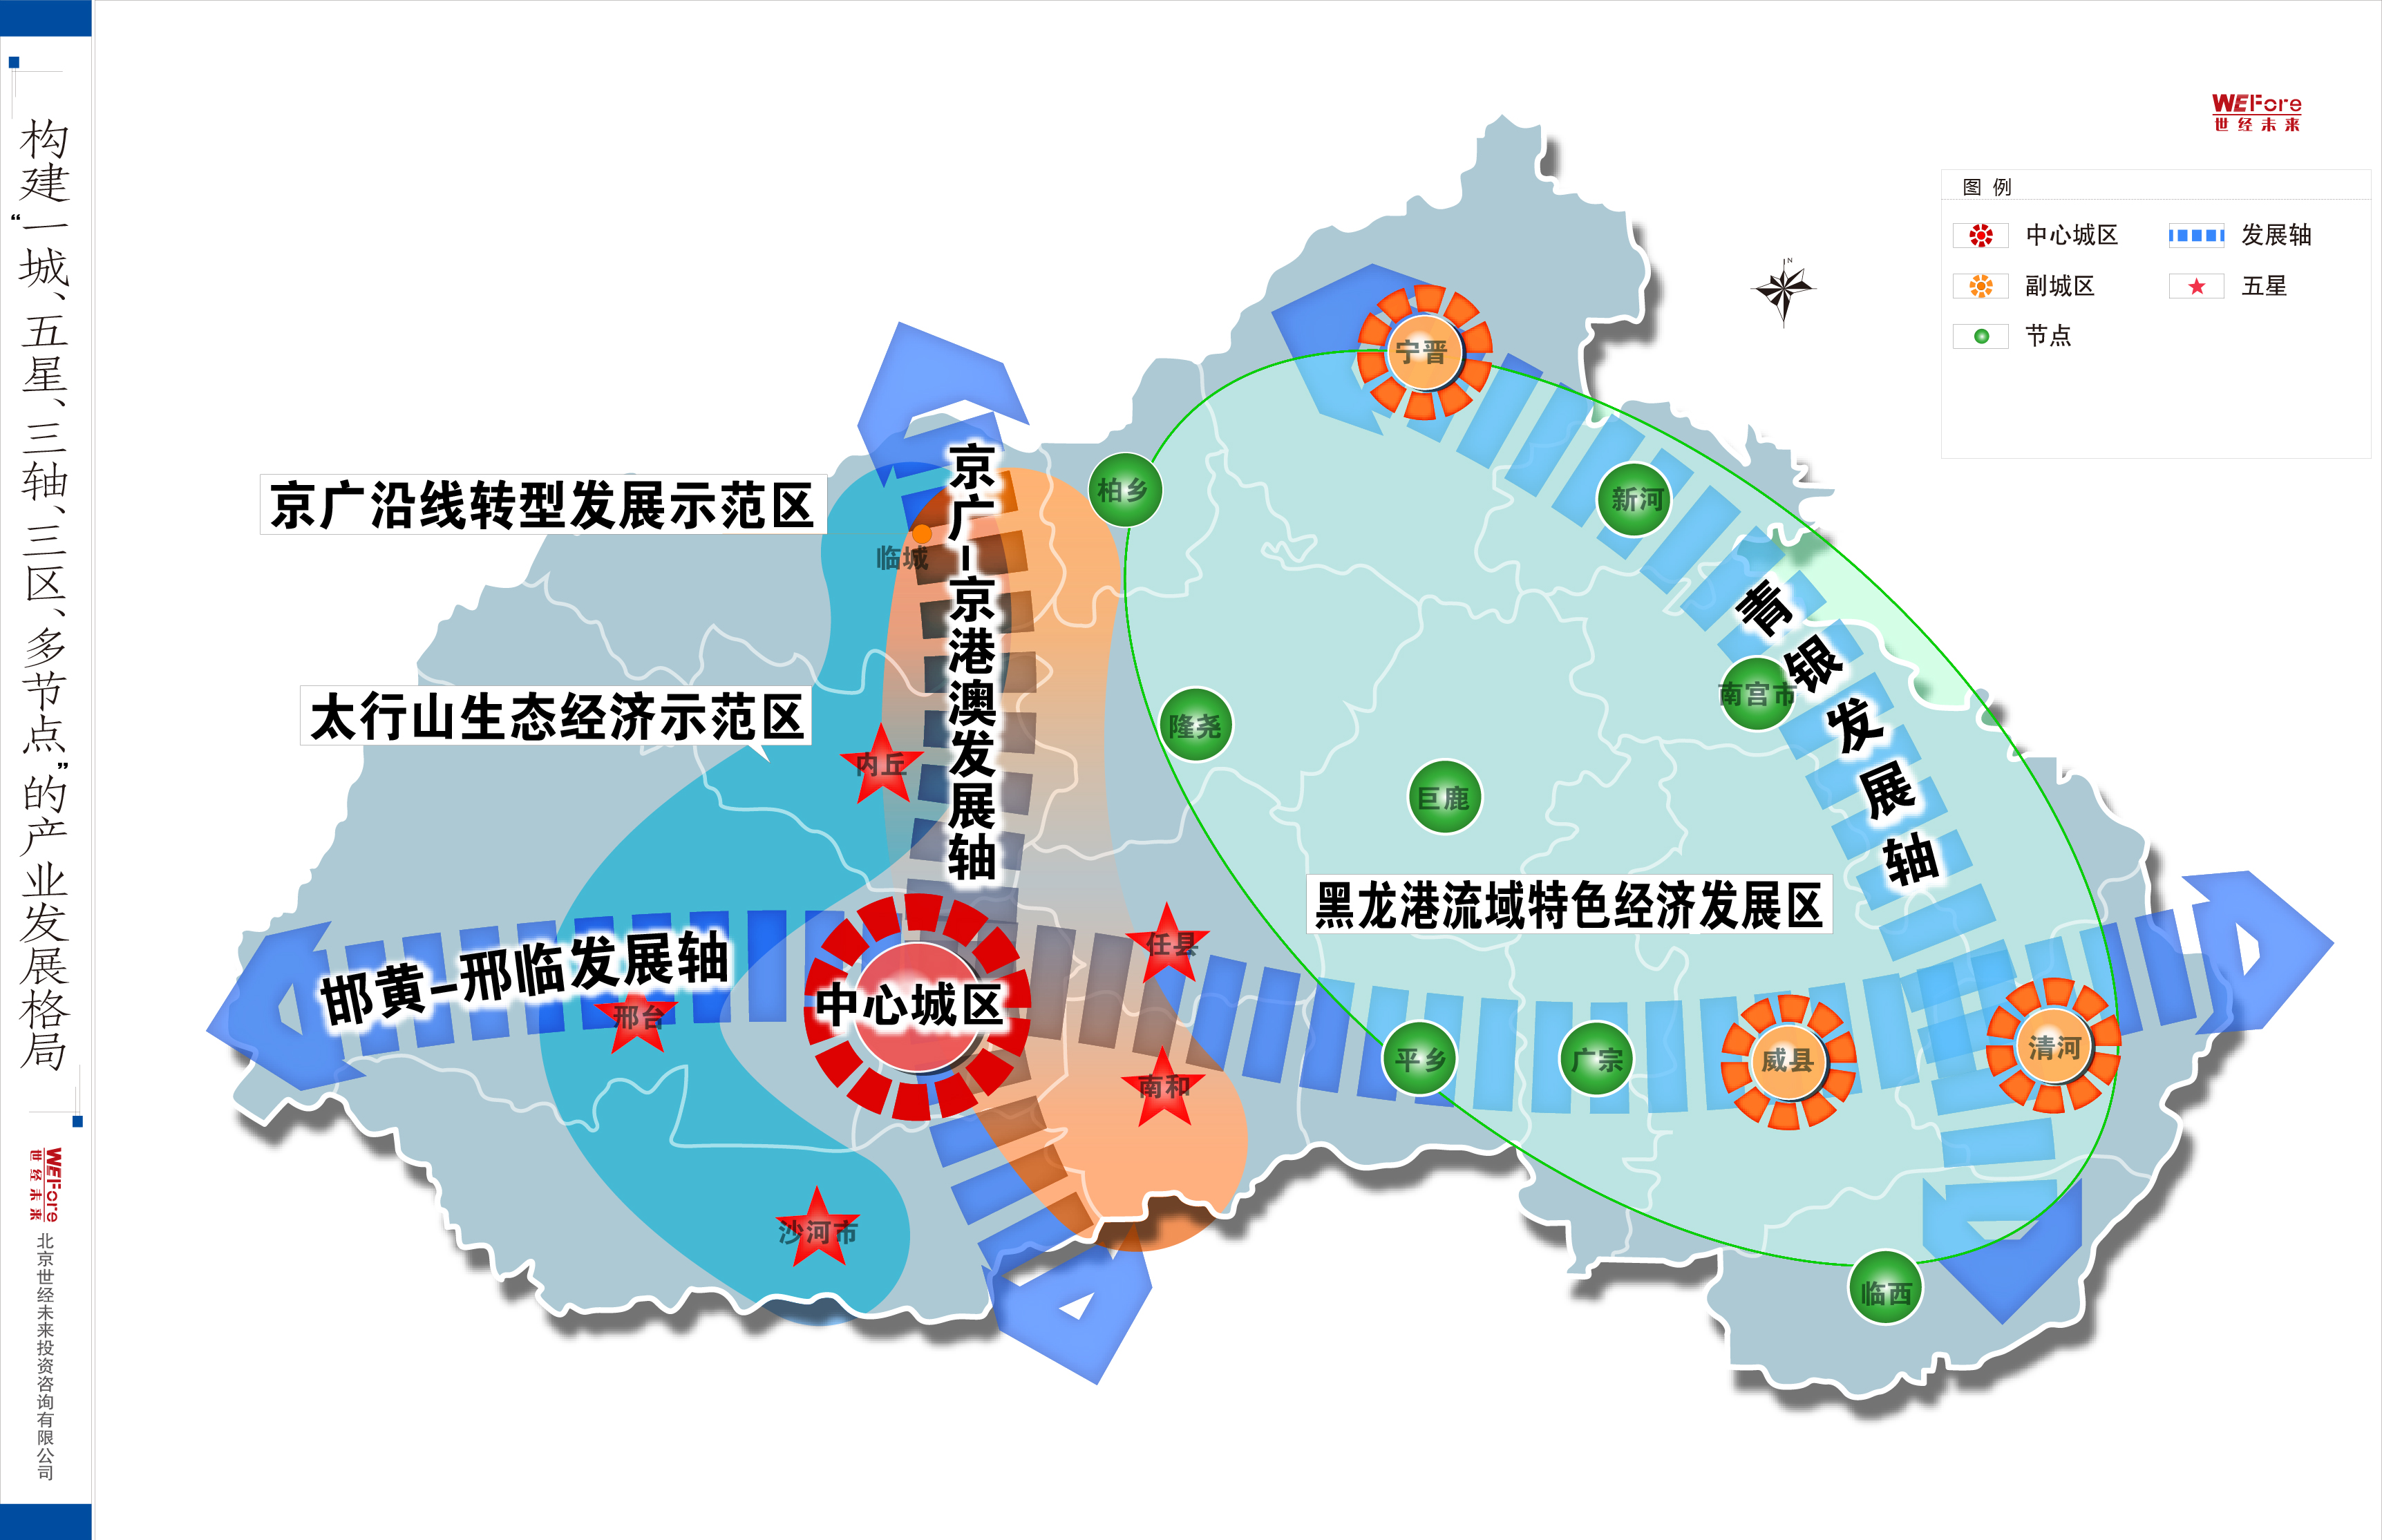 构建“一城、五星、三轴、三区、多节点”的产业发展格局
WEFore
世经未来
北京世经未来投资咨询有限公司
WEFore
世经未来
图 例
中心城区
发展轴
副城区
五星
节点
N
宁晋
京广沿线转型发展示范区
京广-京港澳发展轴
柏乡
新河
临城
青银发展轴
太行山生态经济示范区
南宫市
隆尧
内丘
巨鹿
黑龙港流域特色经济发展区
邯黄-邢临发展轴
任县
中心城区
邢台
平乡
广宗
威县
清河
南和
沙河市
临西